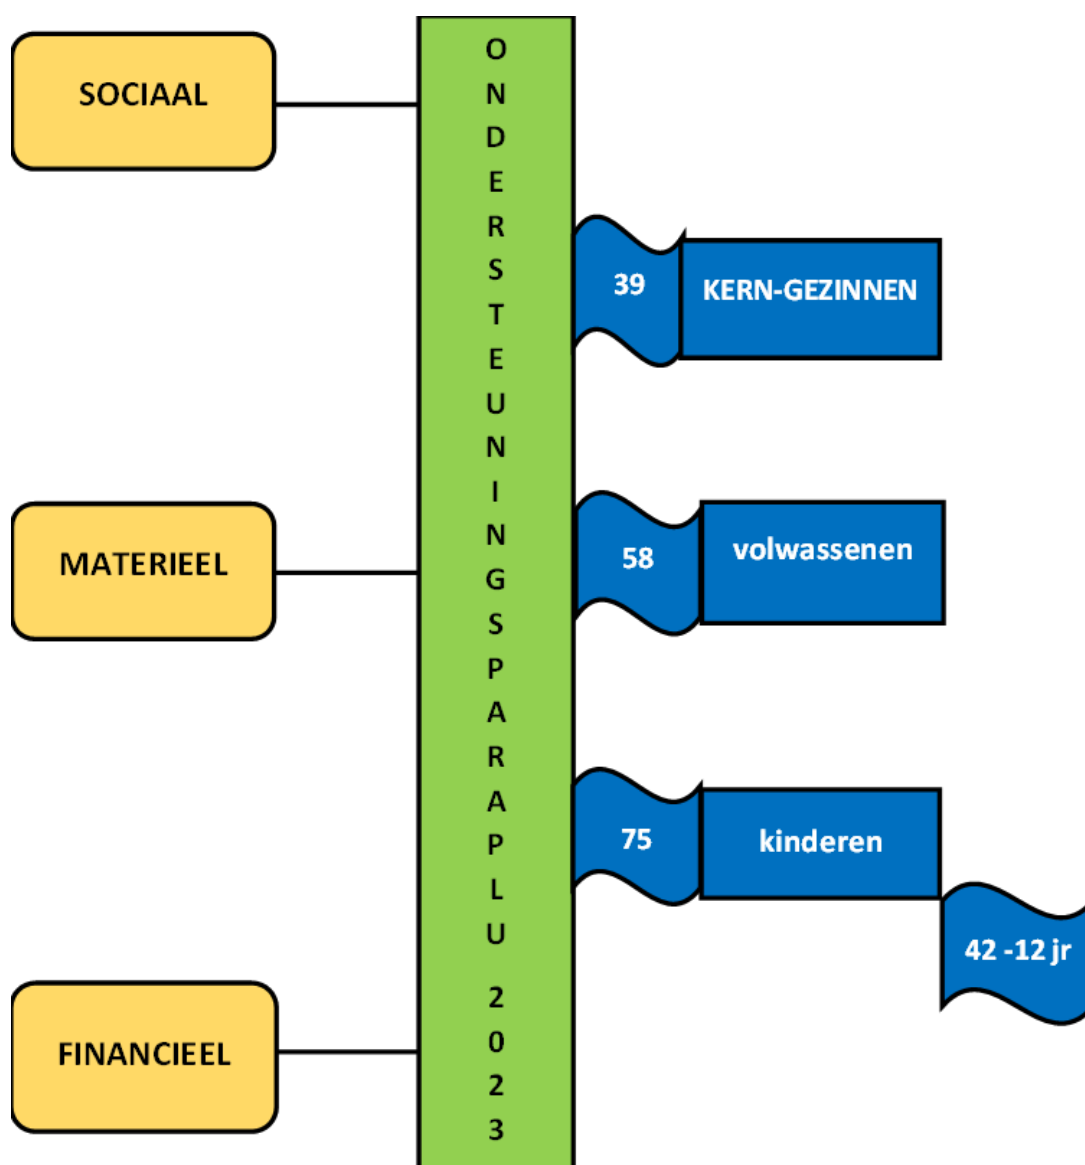 SOCIAAL
MATERIEEL
FINANCIEEL
ONDERSTEUNINGSPARAPLU 2023
39 KERN-GEZINNEN
58 volwassenen
75 kinderen
42 -12 jr